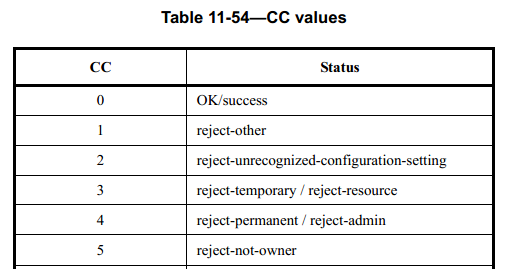 Table 11-54—CC values
CC Status
0 OK/success
1 reject-other
2 reject-unrecognized-configuration-setting
3 reject-temporary / reject-resource
4 reject-permanent / reject-admin
5 reject-not-owner